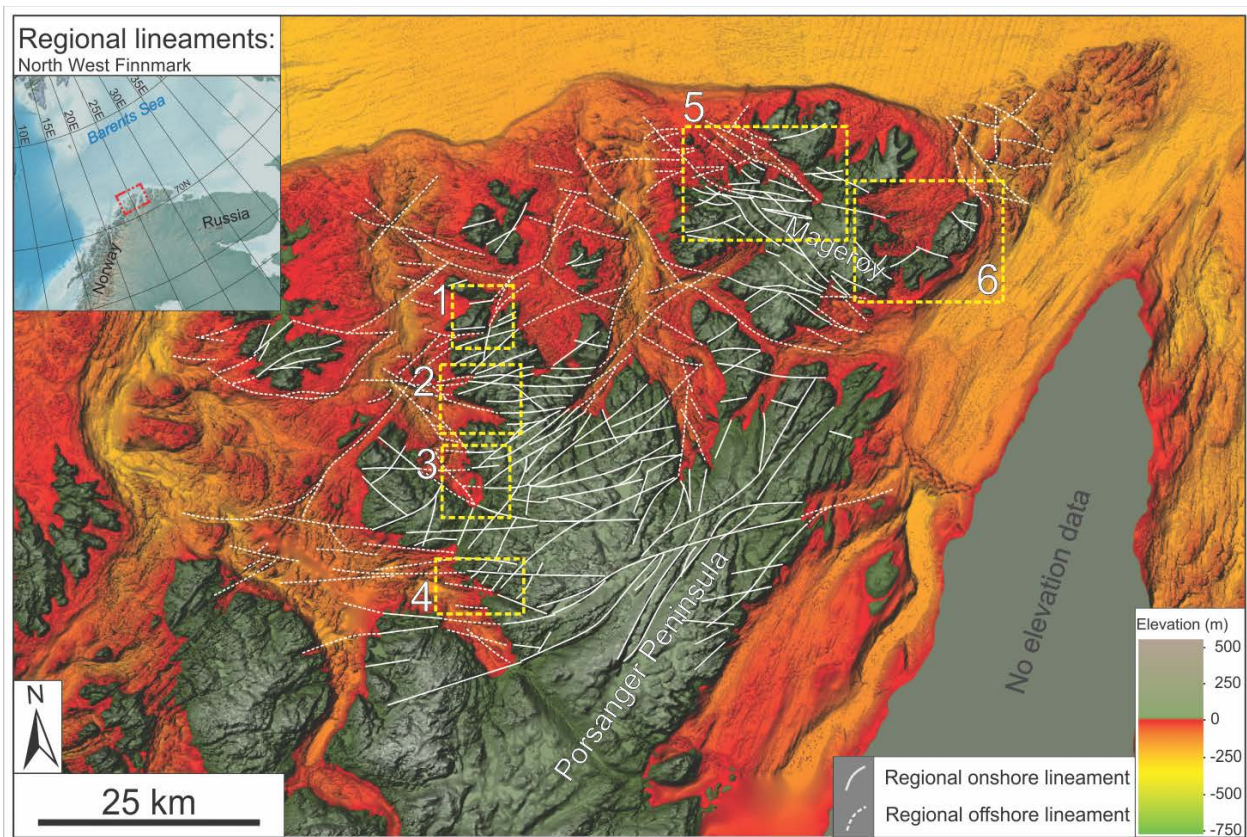 Regional lineaments:
North West Finnmark
10E
15E
20E
25E
30E
35E
Barents Sea
70N
Norway
Russia
1
2
3
4
5
6
Mageroy
Porsanger Peninsula
No elevation data
N
25 km
Elevation (m)
500
250
0
-250
-500
-750
Regional onshore lineament
Regional offshore lineament